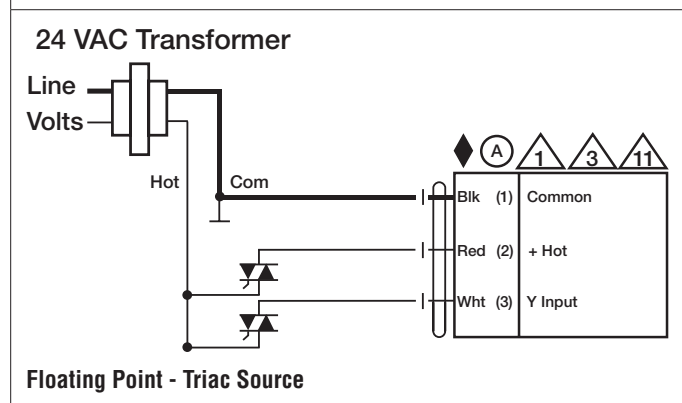 24 VAC Transformer
Line
Volts
Hot
Com
A
1
3
11
Blk (1) Common
Red (2) + Hot
Wht (3) Y Input
Floating Point - Triac Source